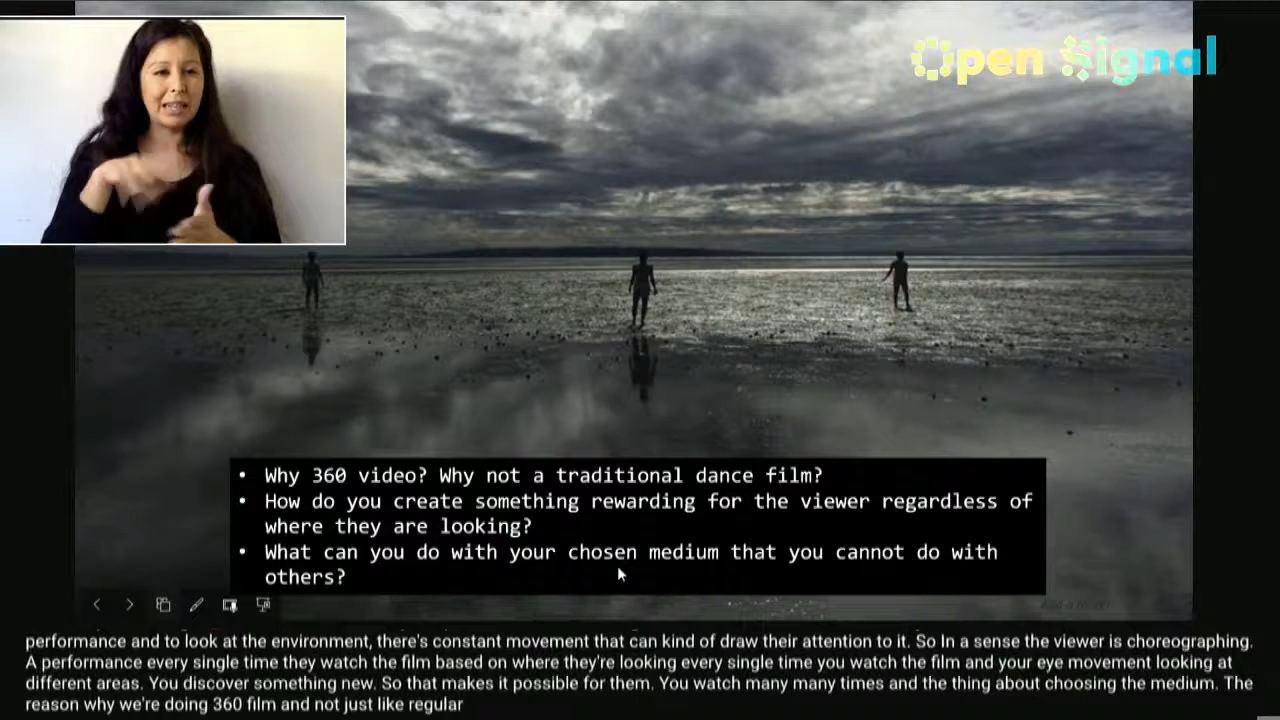 Open Signal
• Why 360 video? Why not a traditional dance film?
• How do you create something rewarding for the viewer regardless of
where they are looking?
• What can you do with your chosen medium that you cannot do with
others?
performance and to look at the environment, there's constant movement that can kind of draw their attention to it. So In a sense the viewer is choreographing.
A performance every single time they watch the film based on where they're looking every single time you watch the film and your eye movement looking at
different areas. You discover something new. So that makes it possible for them. You watch many many times and the thing about choosing the medium. The
reason why we're doing 360 film and not just like regular